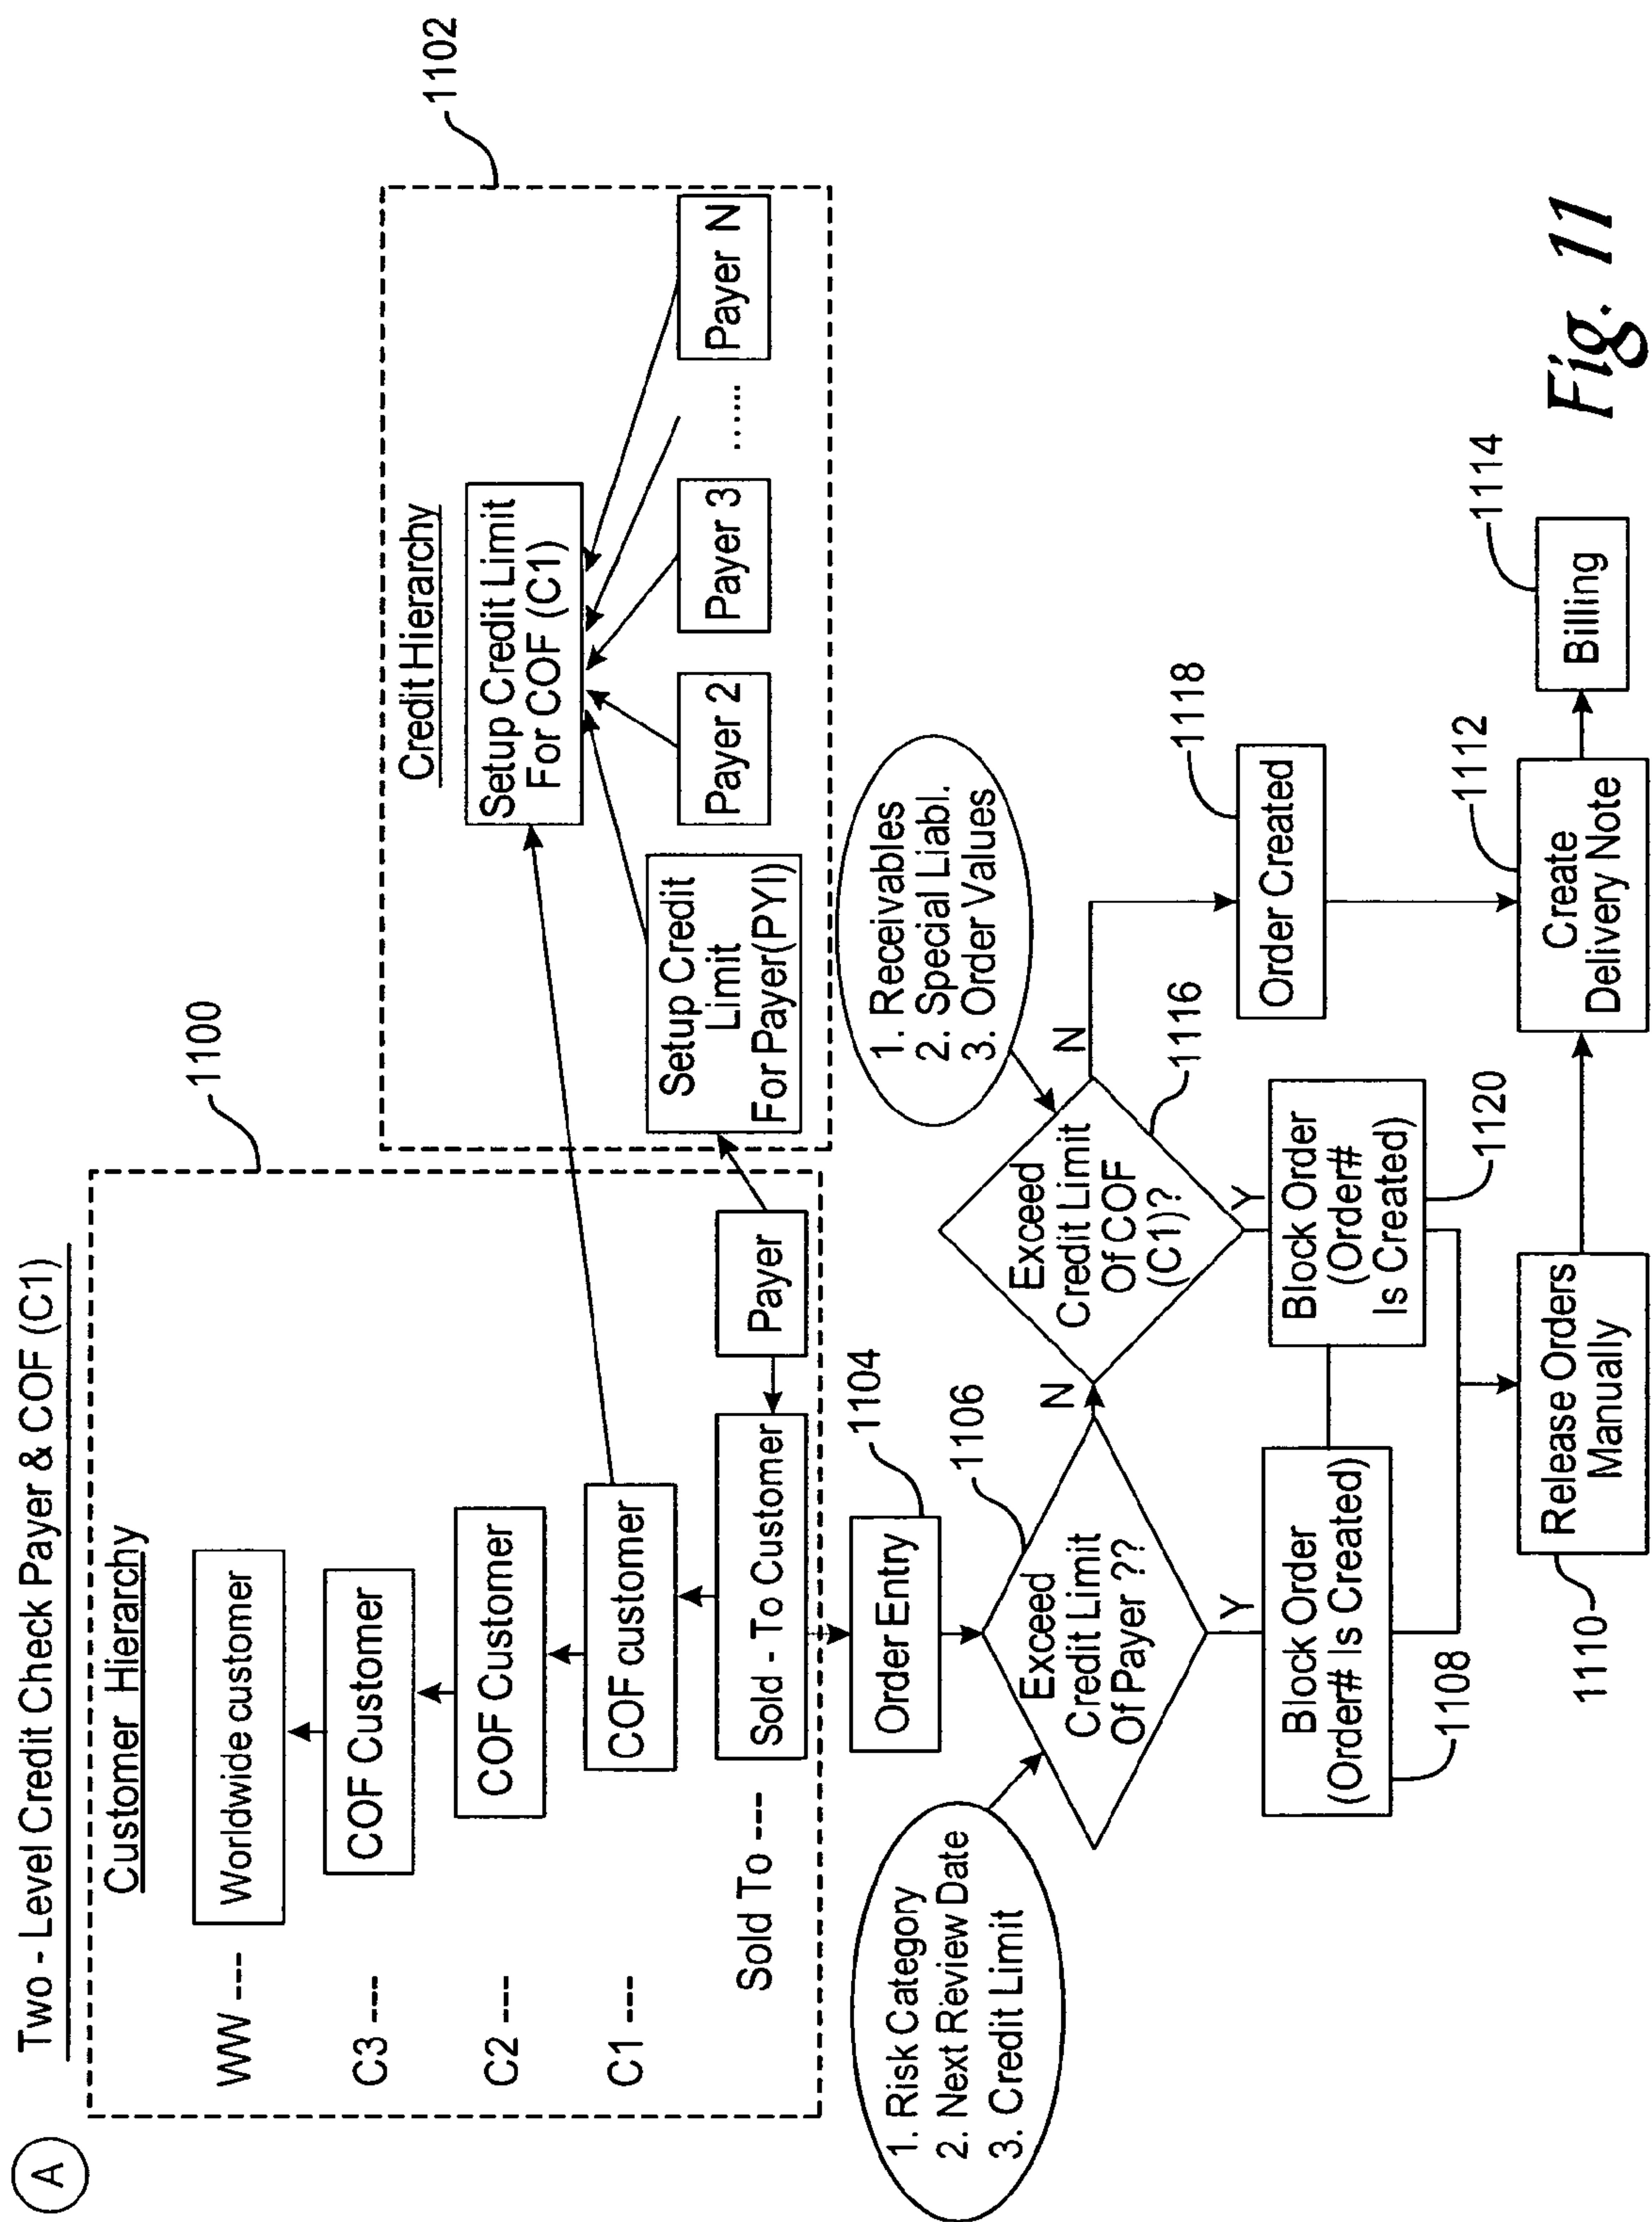 A
Two - Level Credit Check Payer & COF (C1)
Customer Hierarchy
WW ---
Worldwide customer
C3 ---
COF Customer
C2 ---
COF Customer
C1 ---
COF customer
Sold To ---
Sold - To Customer
Payer
1100
Credit Hierarchy
Setup Credit Limit
For COF (C1)
Setup Credit
Limit
For Payer(PYI)
Payer 2
Payer 3
......
Payer N
1102
Order Entry
1104
1. Risk Category
2. Next Review Date
3. Credit Limit
Exceed
Credit Limit
Of Payer ??
1106
N
Y
Exceed
Credit Limit
Of COF
(C1)?
1116
N
Y
1. Receivables
2. Special Liabl.
3. Order Values
Order Created
1118
Block Order
(Order# Is Created)
1108
Block Order
(Order#
Is Created)
1120
Release Orders
Manually
1110
Create
Delivery Note
1112
Billing
1114
Fig. 11